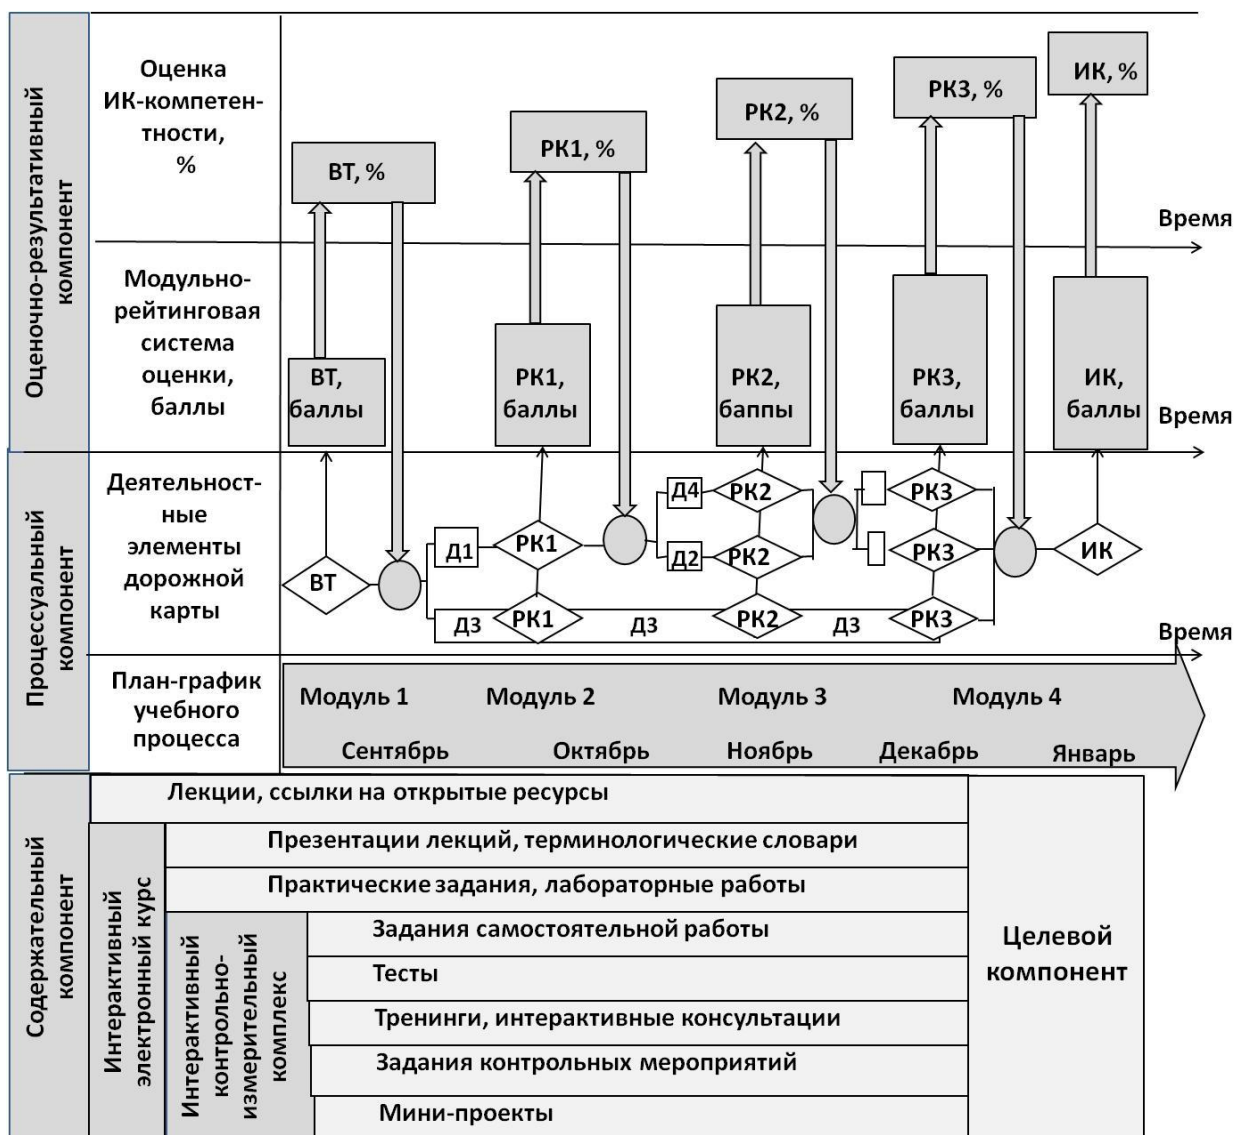 Оценочно-результативный
компонент
Оценка
ИК-компетен-
тности,
%
ВТ, %
РК1, %
РК2, %
РК3, %
ИК, %
Время
Модульно-
рейтинговая
система
оценки,
баллы
ВТ,
баллы
РК1,
баллы
РК2,
баппы
РК3,
баллы
ИК,
баллы
Время
Процессуальный
компонент
Деятельност-
ные
элементы
дорожной
карты
ВТ
Д1
РК1
РК1
Д3
Д4
Д2
РК2
РК2
РК2
Д3
РК3
РК3
РК3
Д3
ИК
Время
План-график
учебного
процесса
Модуль 1
Модуль 2
Модуль 3
Модуль 4
Сентябрь
Октябрь
Ноябрь
Декабрь
Январь
Содержательный
компонент
Лекции, ссылки на открытые ресурсы
Интерактивный
электронный курс
Презентации лекций, терминологические словари
Практические задания, лабораторные работы
Интерактивный
контрольно-
измерительный
комплекс
Задания самостоятельной работы
Тесты
Тренинги, интерактивные консультации
Задания контрольных мероприятий
Мини-проекты
Целевой
компонент